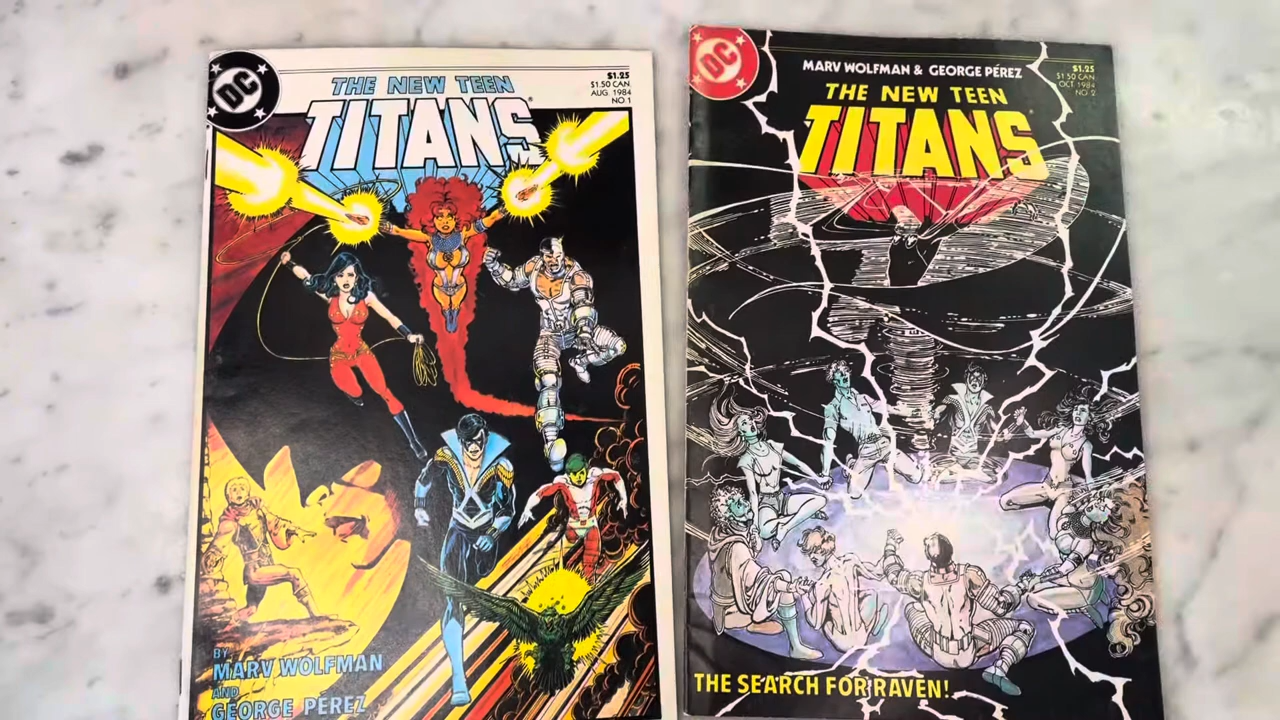 DC
$1.25
$1.50 CAN.
AUG. 1984
NO. 1
THE NEW TEEN
TITANS®
BY
MARV WOLFMAN
AND
GEORGE PÉREZ
DC
MARV WOLFMAN & GEORGE PÉREZ
$1.25
$1.50 CAN
OCT. 1984
NO. 2
THE NEW TEEN
TITANS
THE SEARCH FOR RAVEN!